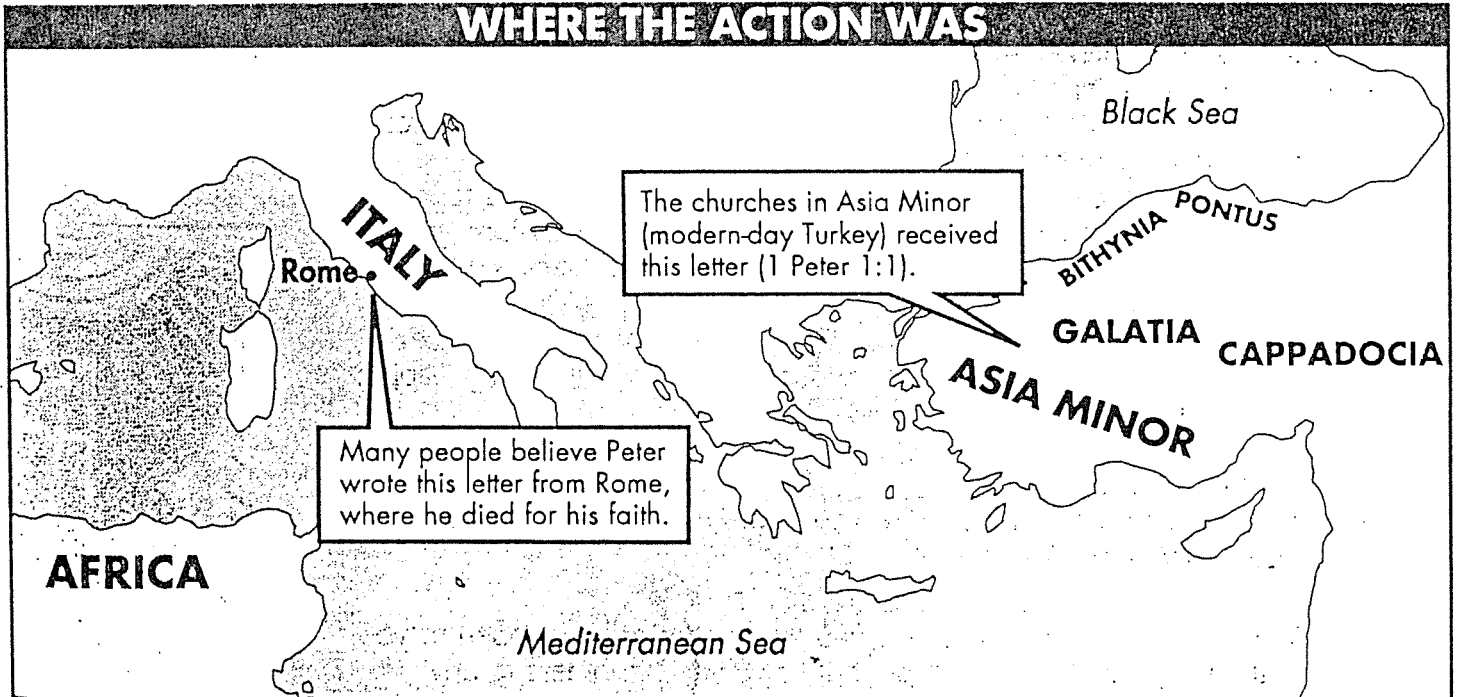 WHERE THE ACTION WAS
Black Sea
The churches in Asia Minor
(modern-day Turkey) received
this letter (1 Peter 1:1).
BITHYNIA
PONTUS
ITALY
Rome
GALATIA
CAPPADOCIA
ASIA MINOR
Many people believe Peter
wrote this letter from Rome,
where he died for his faith.
AFRICA
Mediterranean Sea